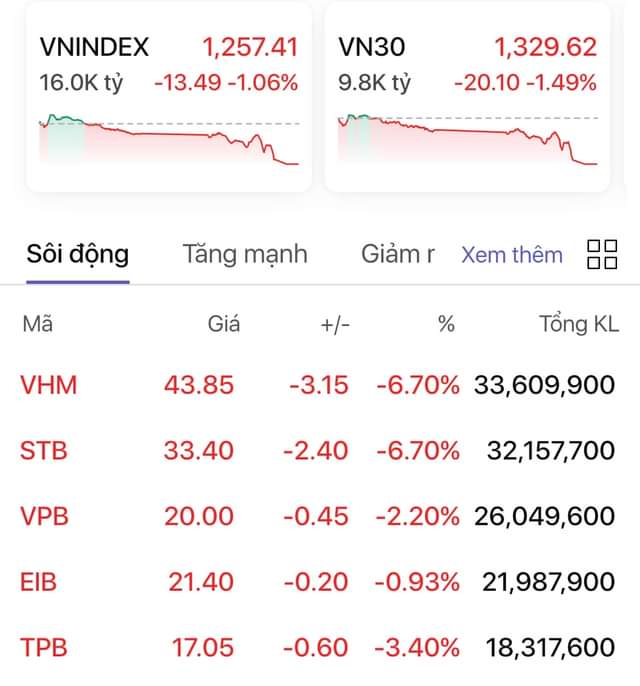 VNINDEX 1,257.41
16.0K tỷ -13.49 -1.06%
VN30 1,329.62
9.8K tỷ -20.10 -1.49%
Sôi động Tăng mạnh Giảm r Xem thêm
Mã Giá +/- % Tổng KL
VHM 43.85 -3.15 -6.70% 33,609,900
STB 33.40 -2.40 -6.70% 32,157,700
VPB 20.00 -0.45 -2.20% 26,049,600
EIB 21.40 -0.20 -0.93% 21,987,900
TPB 17.05 -0.60 -3.40% 18,317,600